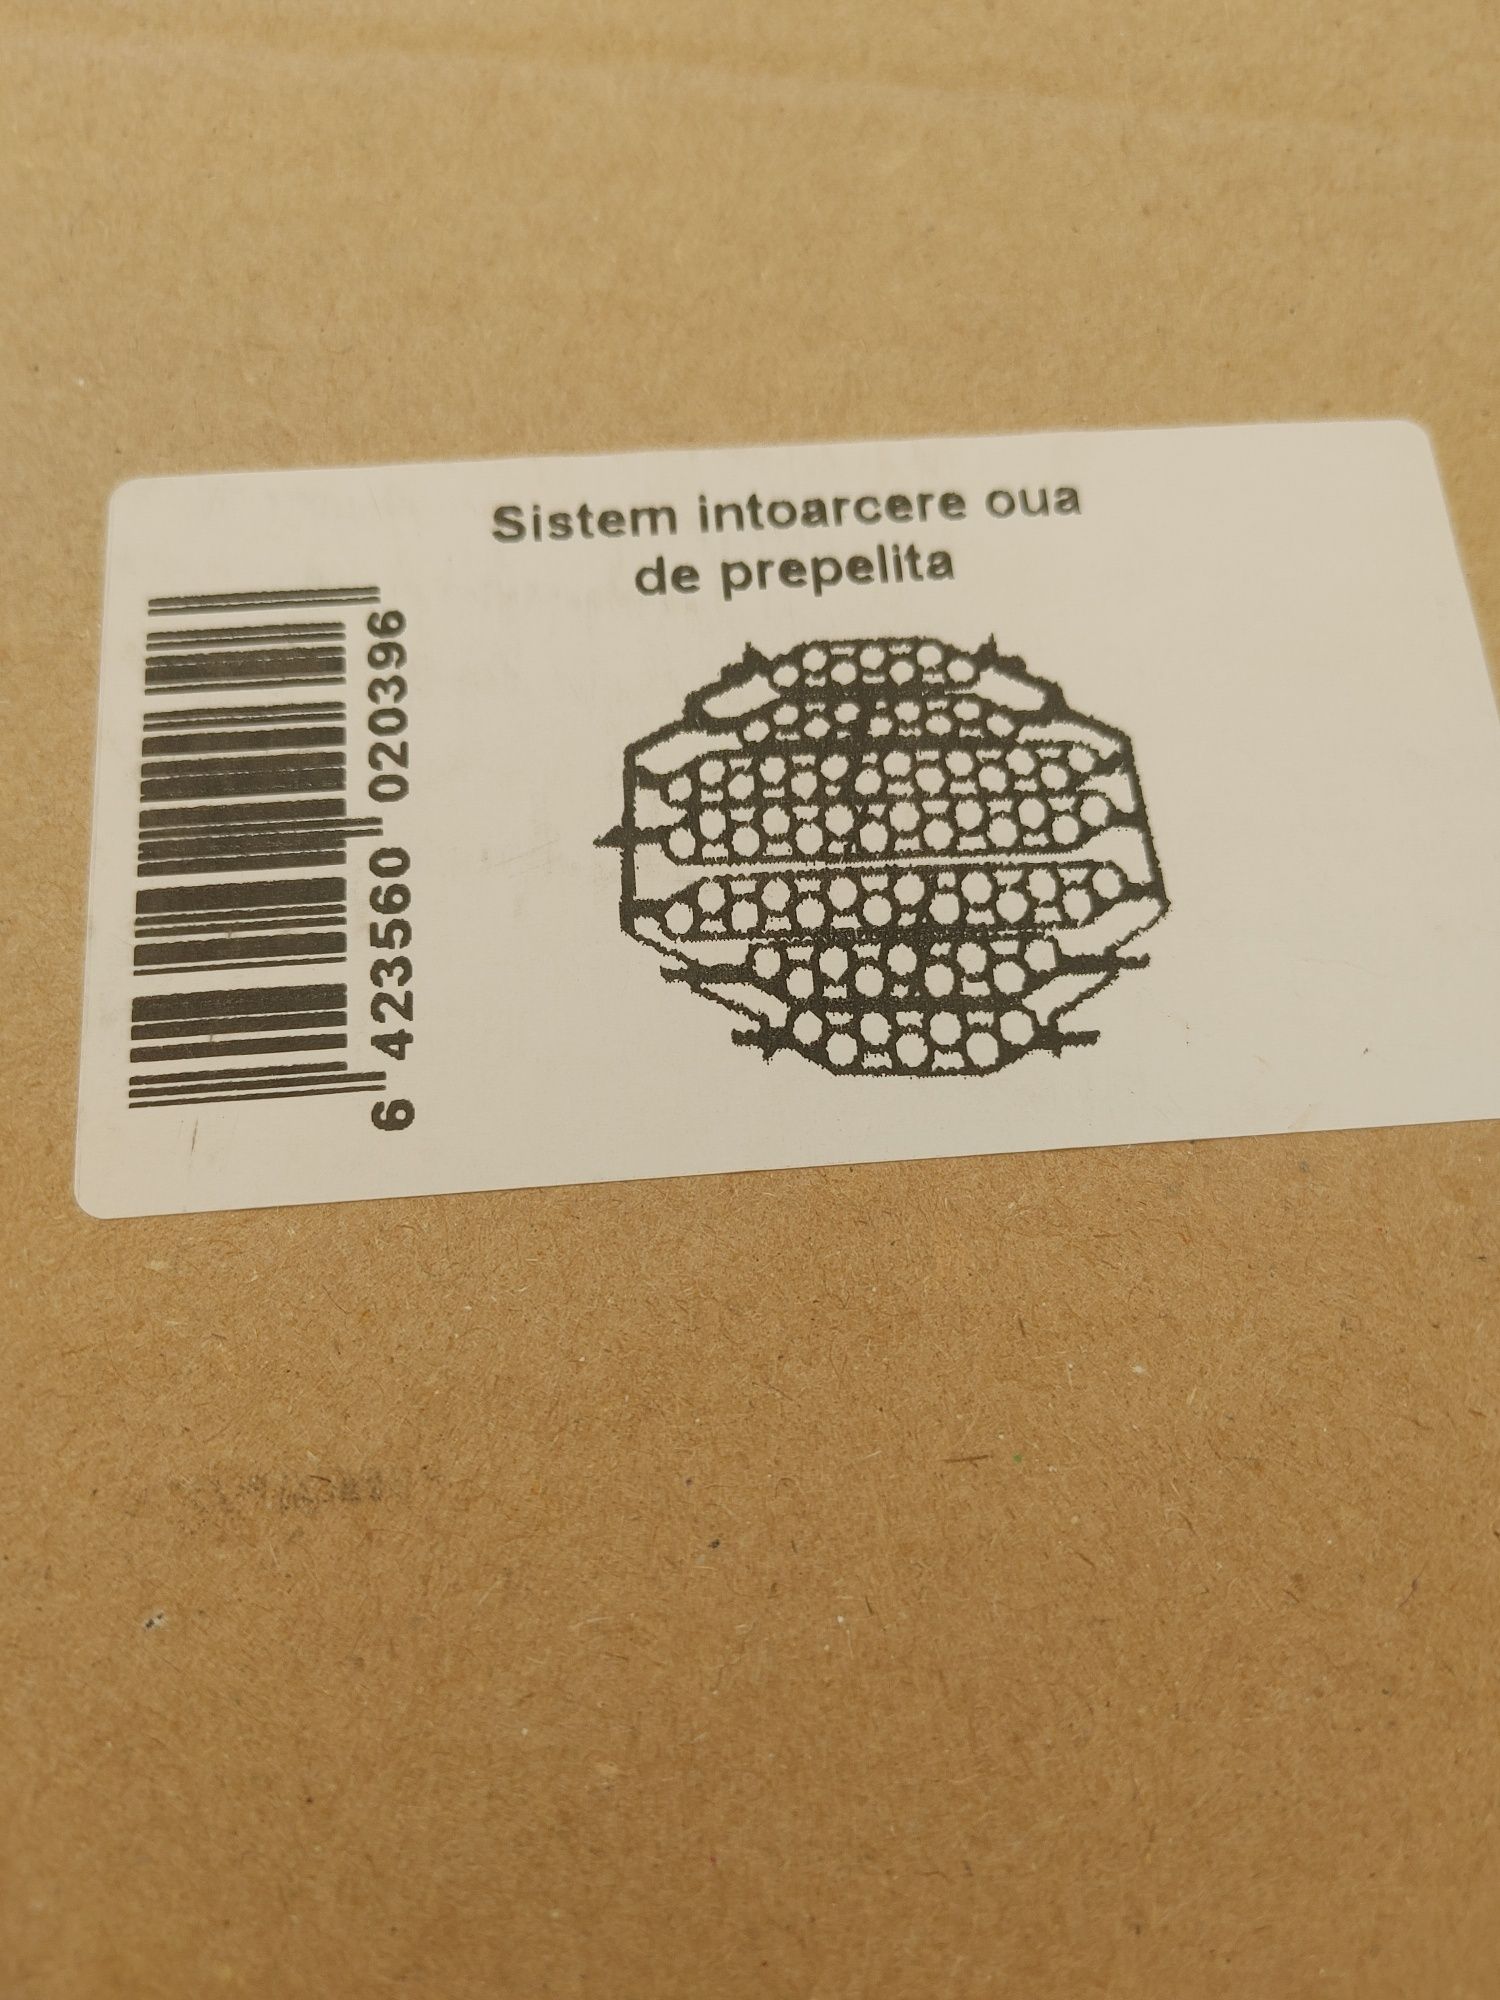 Sistem intoarcere oua
de prepelita
6 423560 020396